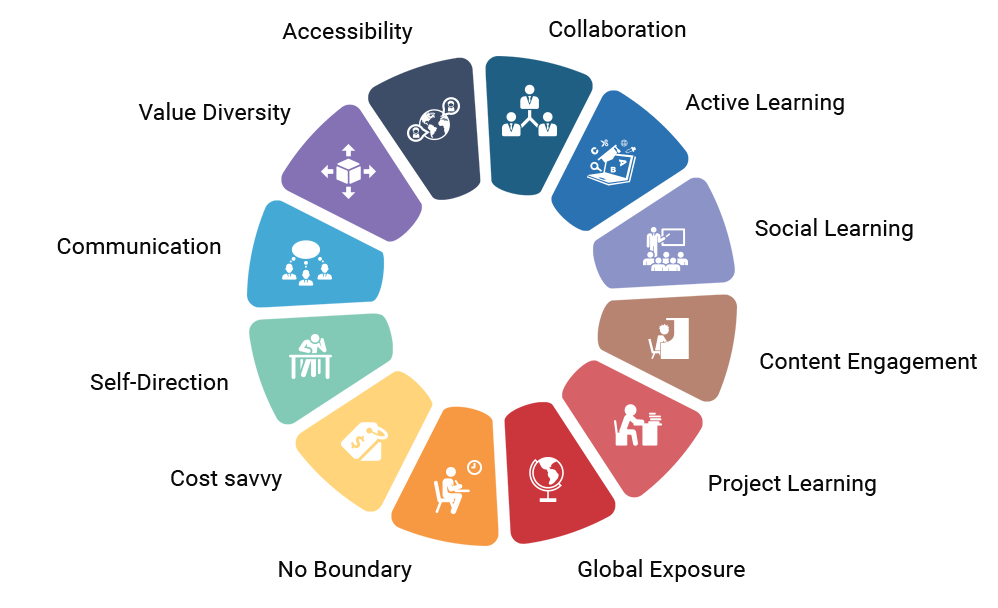 Accessibility
Collaboration
Value Diversity
Active Learning
Communication
Social Learning
Self-Direction
Content Engagement
Cost savvy
Project Learning
No Boundary
Global Exposure
A
B
$